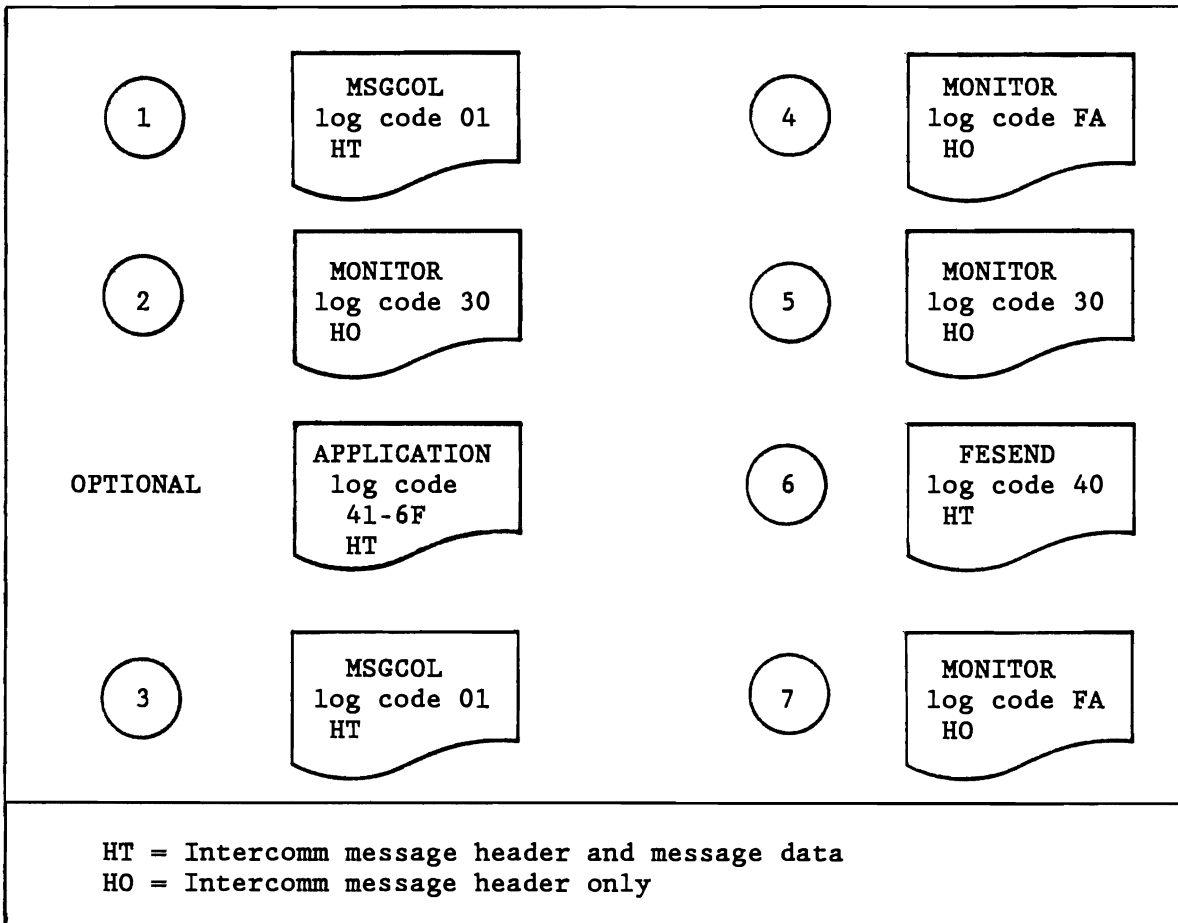 1
MSGCOL
log code 01
HT
2
MONITOR
log code 30
HO
OPTIONAL
APPLICATION
log code
41-6F
HT
3
MSGCOL
log code 01
HT
4
MONITOR
log code FA
HO
5
MONITOR
log code 30
HO
6
FESEND
log code 40
HT
7
MONITOR
log code FA
HO
HT = Intercomm message header and message data
HO = Intercomm message header only